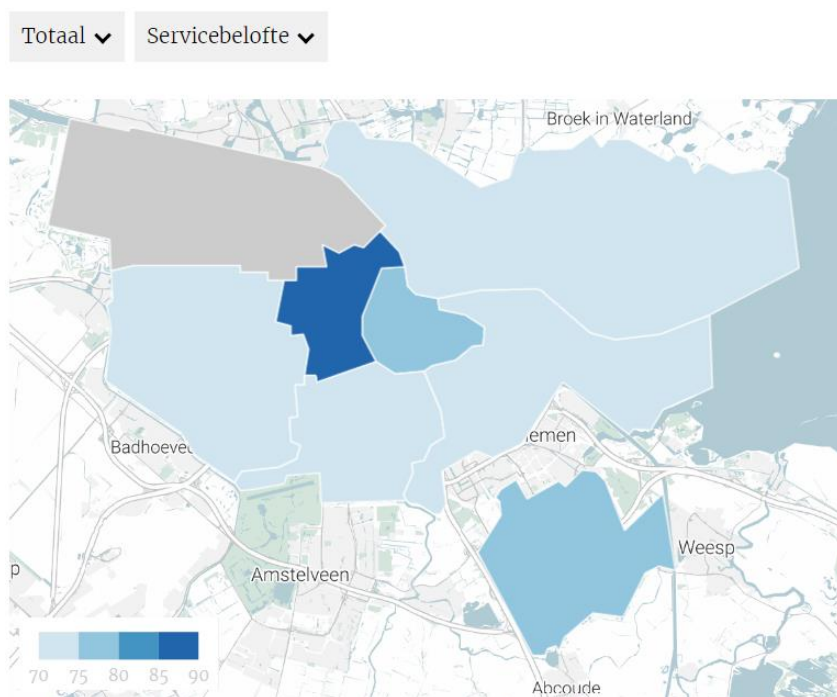 Totaal Servicebelofte
Broek in Waterland
Badhoeve
emen
Weesp
p
Amstelveen
70 75 80 85 90
Abcoude